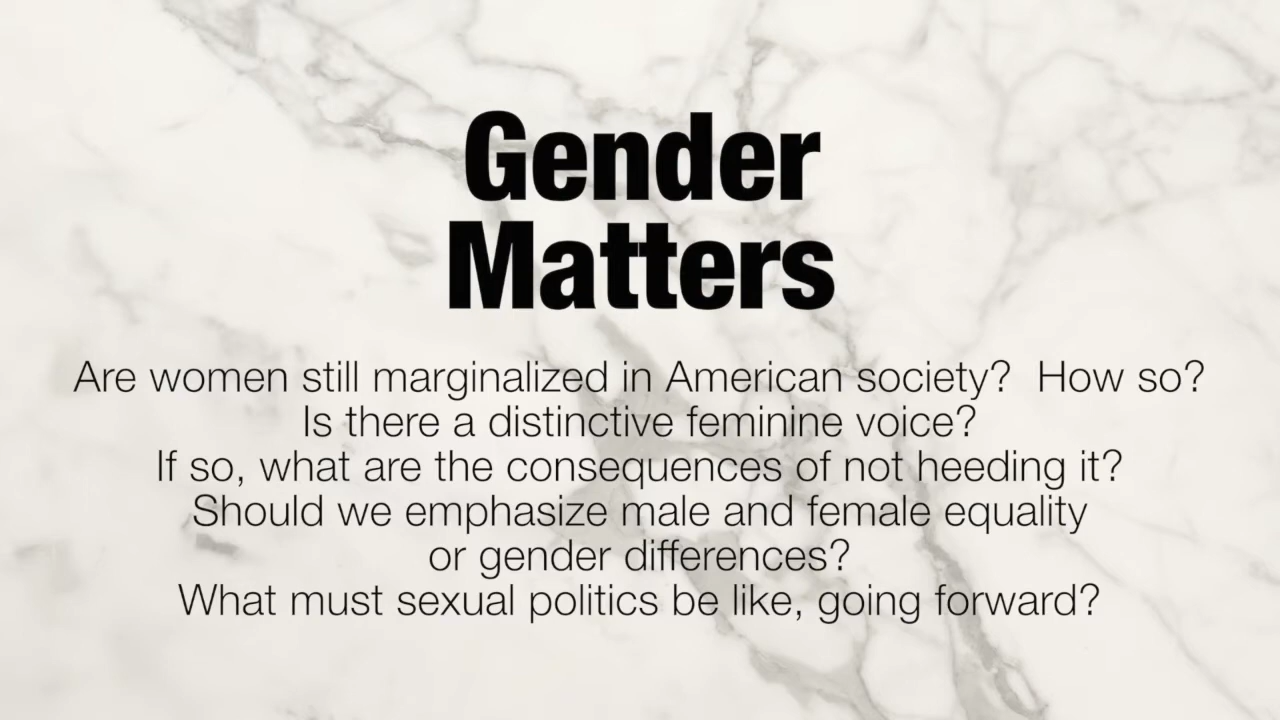 Gender
Matters
Are women still marginalized in American society?  How so?
Is there a distinctive feminine voice?
If so, what are the consequences of not heeding it?
Should we emphasize male and female equality
or gender differences?
What must sexual politics be like, going forward?